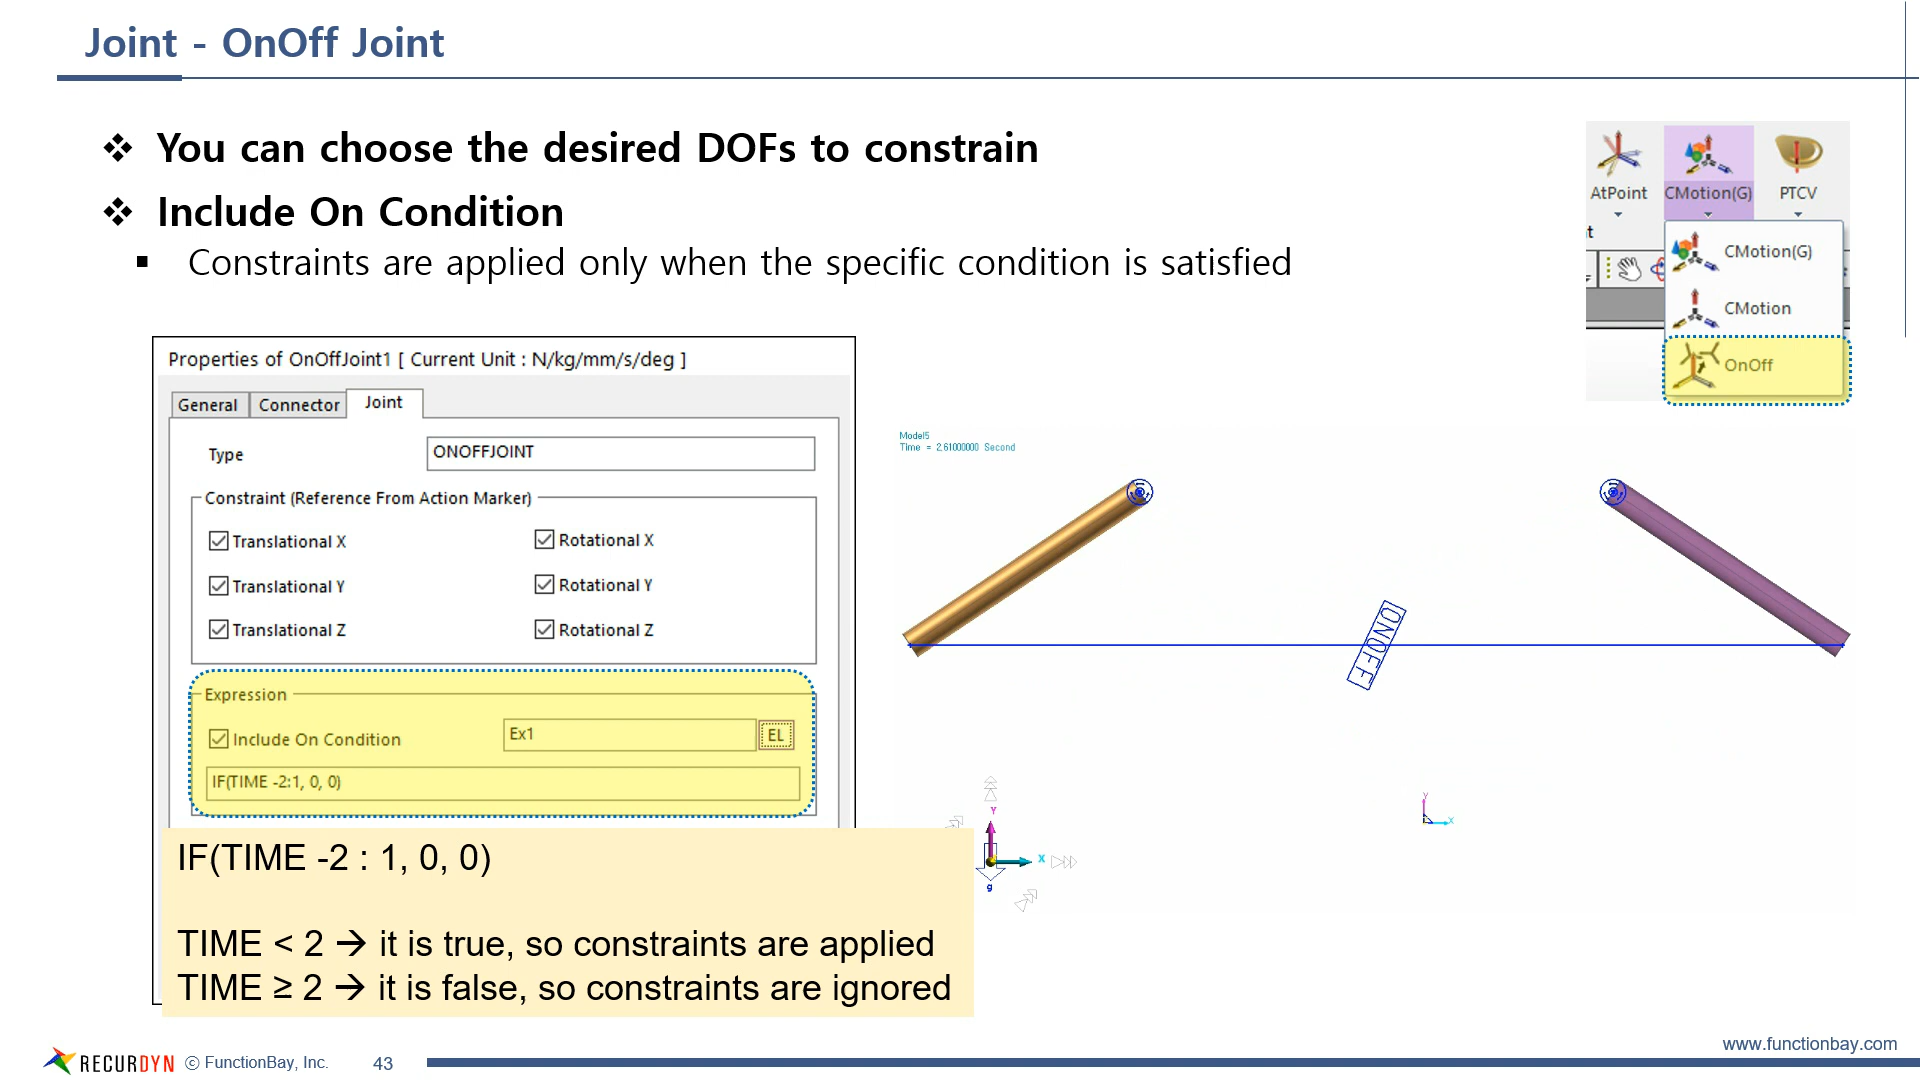 Joint - OnOff Joint
❖ You can choose the desired DOFs to constrain
❖ Include On Condition
▪ Constraints are applied only when the specific condition is satisfied
AtPoint
CMotion(G)
PTCV
t
CMotion(G)
CMotion
OnOff
Properties of OnOffJoint1 [ Current Unit : N/kg/mm/s/deg ]
General
Connector
Joint
Type
ONOFFJOINT
Constraint (Reference From Action Marker)
Translational X
Rotational X
Translational Y
Rotational Y
Translational Z
Rotational Z
Expression
Include On Condition
Ex1
EL
IF(TIME -2:1, 0, 0)
Model5
Time = 2.61000000 Second
ONOFF
Y
X
g
Y
X
IF(TIME -2 : 1, 0, 0)
TIME < 2 → it is true, so constraints are applied
TIME ≥ 2 → it is false, so constraints are ignored
RECURDYN © FunctionBay, Inc.
43
www.functionbay.com